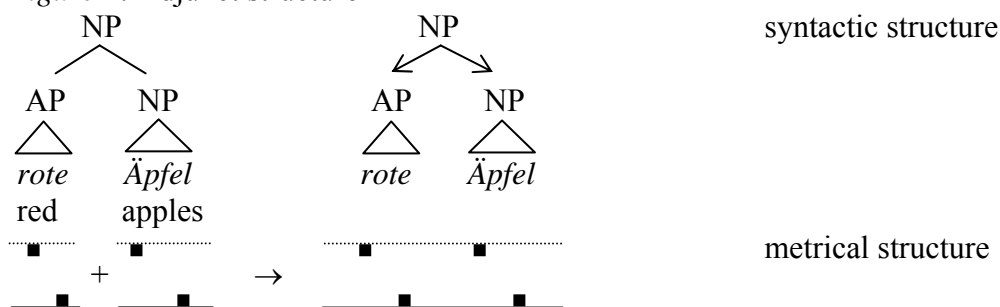 NP NP syntactic structure
AP NP AP NP
rote Äpfel rote Äpfel
red apples
metrical structure
+ →